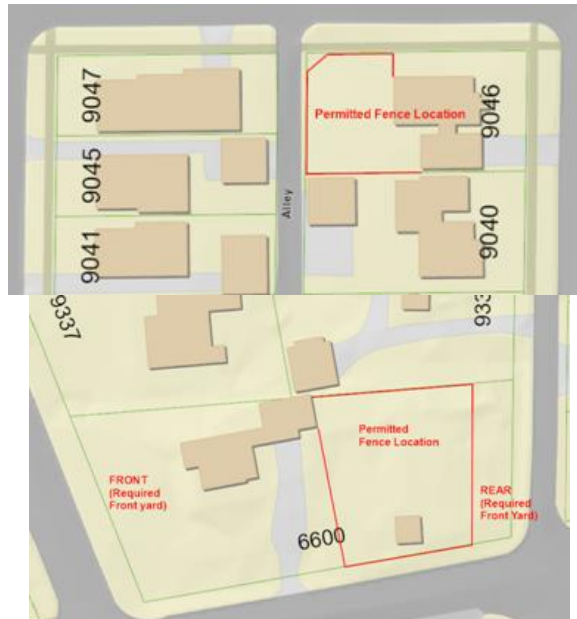 9047
9046
Permitted Fence Location
9045
Alley
9041
9040
9337
933
Permitted
Fence Location
FRONT
(Required
Front yard)
REAR
(Required
Front Yard)
6600